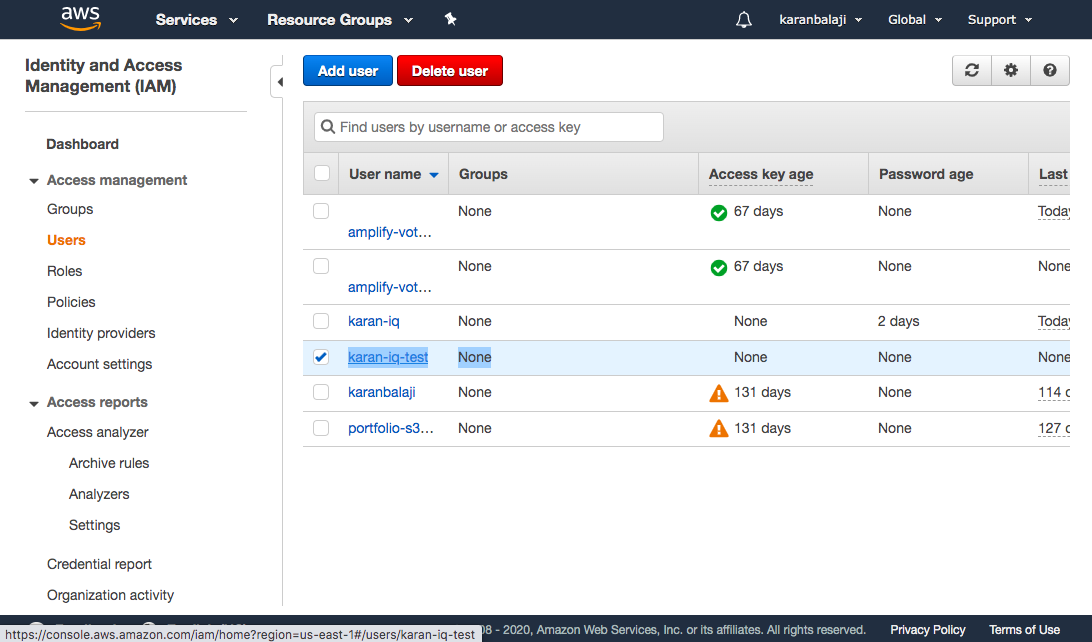 aws Services Resource Groups karanbalaji Global Support
Identity and Access
Management (IAM)
Dashboard
Access management
Groups
Users
Roles
Policies
Identity providers
Account settings
Access reports
Access analyzer
Archive rules
Analyzers
Settings
Credential report
Organization activity
Add user Delete user
Find users by username or access key
User name Groups Access key age Password age Last
None 67 days None Today
amplify-vot...
None 67 days None None
amplify-vot...
karan-iq None None 2 days Today
karan-iq-test None None None None
karanbalaji None 131 days None 114
portfolio-s3... None 131 days None 127
https://console.aws.amazon.com/iam/home?region=us-east-1#/users/karan-iq-test
08 - 2020, Amazon Web Services, Inc. or its affiliates. All rights reserved. Privacy Policy Terms of Use